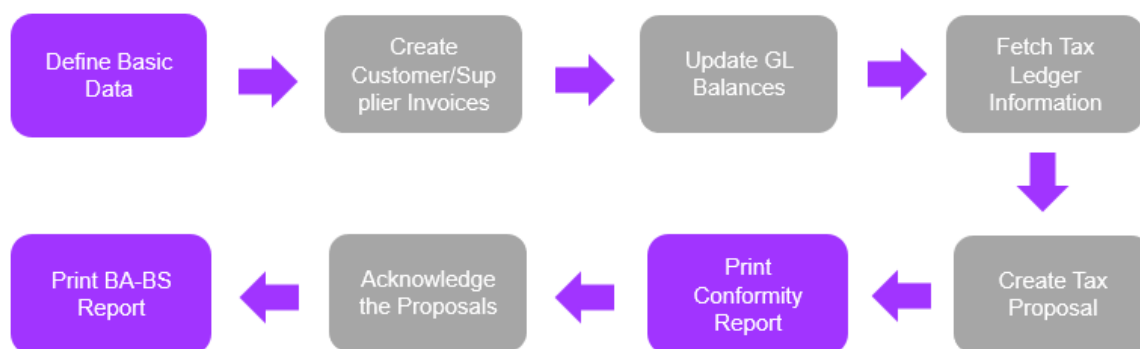 Define Basic
Data
Create
Customer/Sup
plier Invoices
Update GL
Balances
Fetch Tax
Ledger
Information
Create Tax
Proposal
Print
Conformity
Report
Acknowledge
the Proposals
Print BA-BS
Report